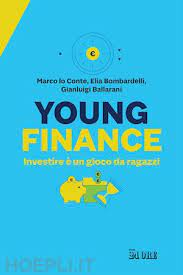 Marco lo Conte, Elia Bombardelli,
Gianluigi Ballarani
YOUNG
FINANCE
Investire è un gioco da ragazzi
24 ORE
HOEPLI.IT